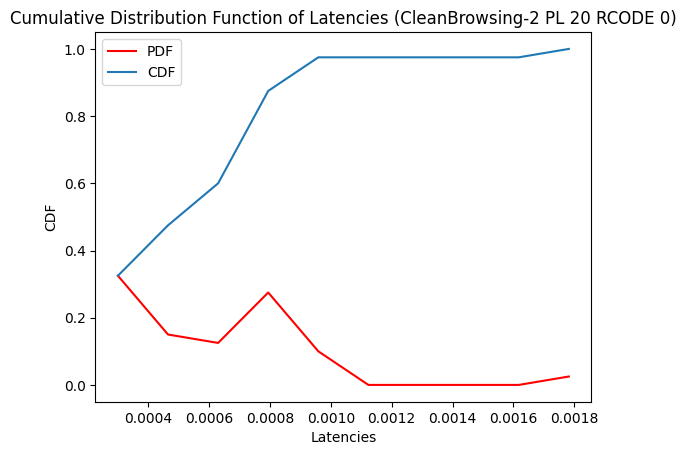 Cumulative Distribution Function of Latencies (CleanBrowsing-2 PL 20 RCODE 0)
PDF
CDF
1.0
0.8
0.6
0.4
0.2
0.0
CDF
0.0004 0.0006 0.0008 0.0010 0.0012 0.0014 0.0016 0.0018
Latencies